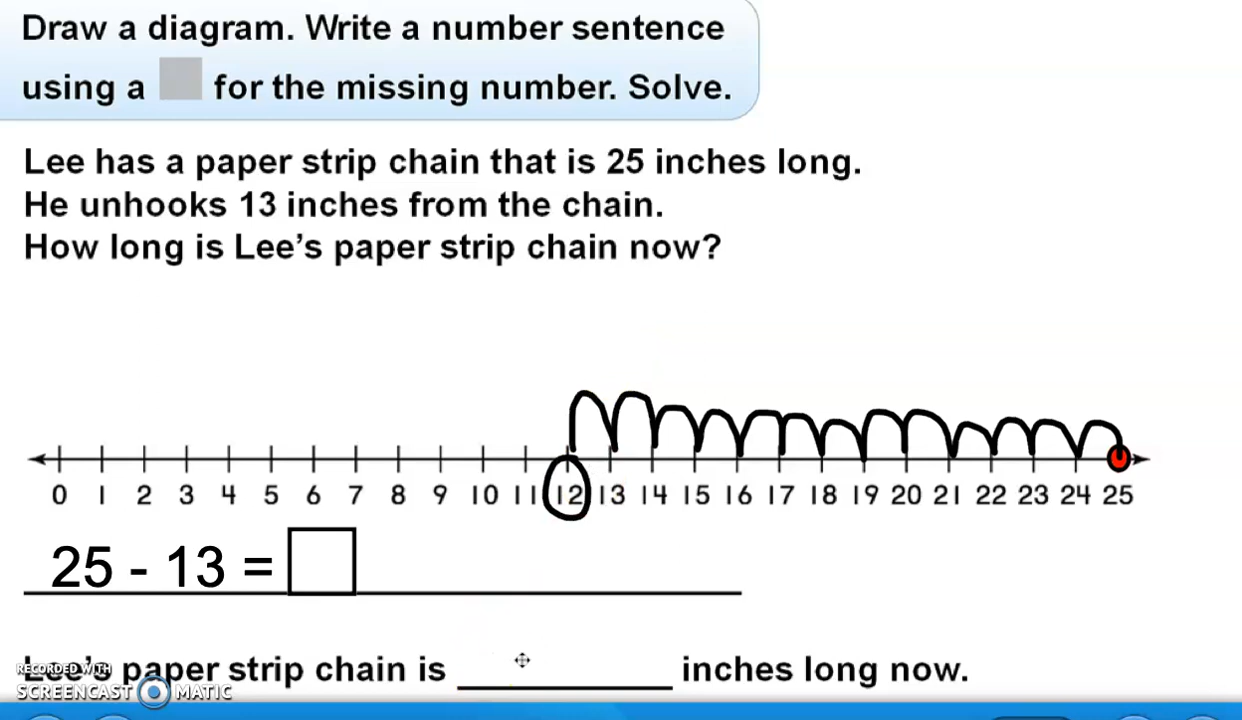 Draw a diagram. Write a number sentence
using a for the missing number. Solve.
Lee has a paper strip chain that is 25 inches long.
He unhooks 13 inches from the chain.
How long is Lee's paper strip chain now?
0 1 2 3 4 5 6 7 8 9 10 11 12 13 14 15 16 17 18 19 20 21 22 23 24 25
25 - 13 =
Lee's paper strip chain is inches long now.
RECORDED WITH
SCREENCAST MATIC